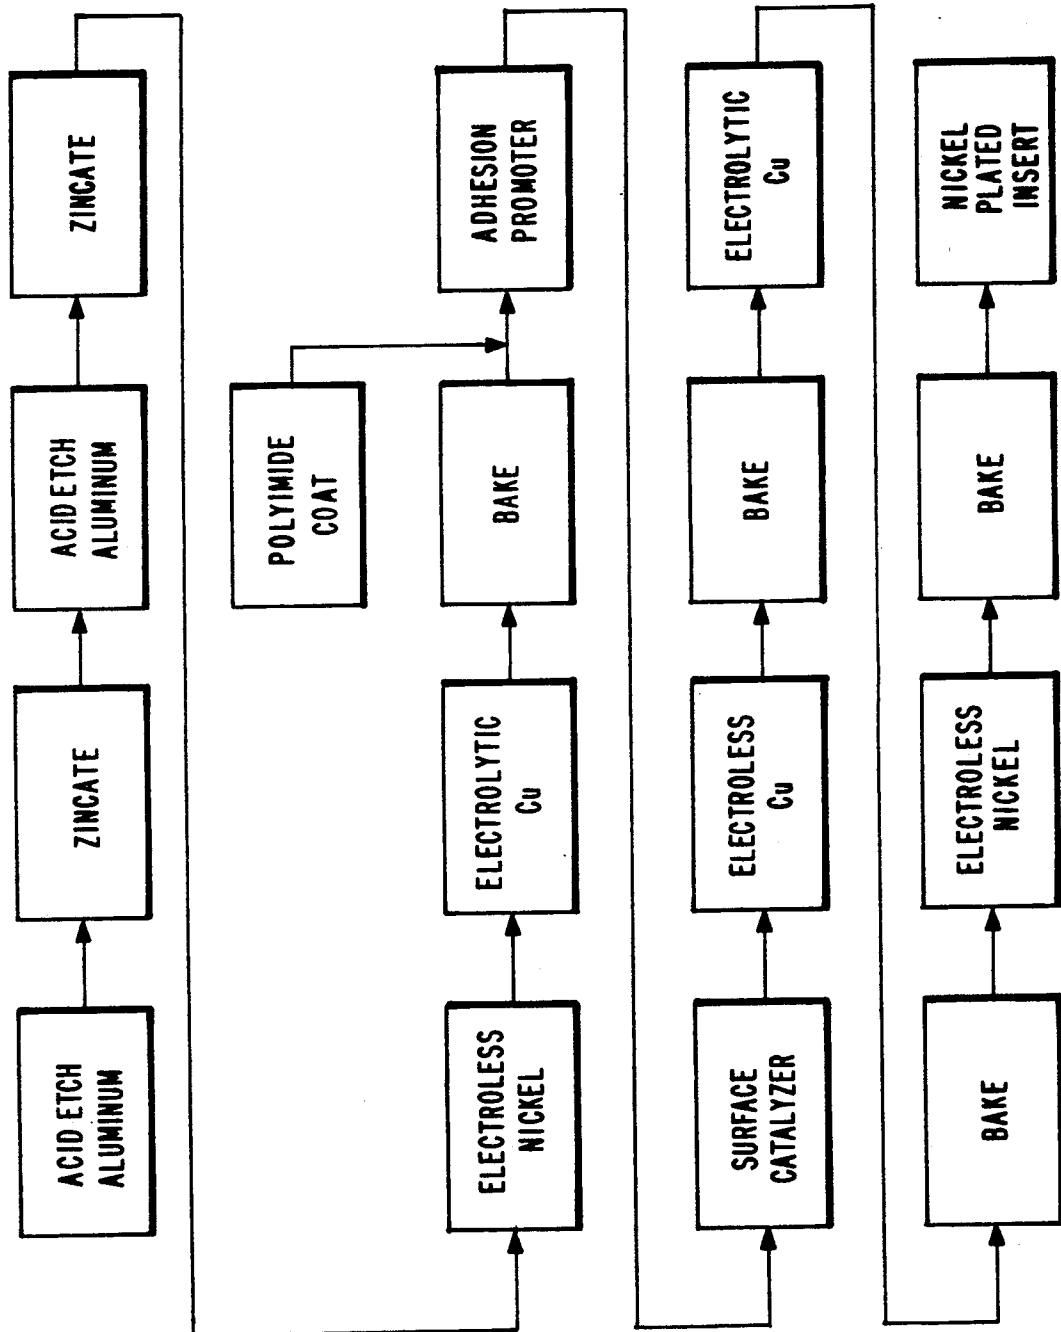 ACID ETCH
ALUMINUM
ZINCATE
ACID ETCH
ALUMINUM
ZINCATE
POLYIMIDE
COAT
ELECTROLESS
NICKEL
ELECTROLYTIC
Cu
BAKE
ADHESION
PROMOTER
SURFACE
CATALYZER
ELECTROLESS
Cu
BAKE
ELECTROLYTIC
Cu
BAKE
ELECTROLESS
NICKEL
BAKE
NICKEL
PLATED
INSERT